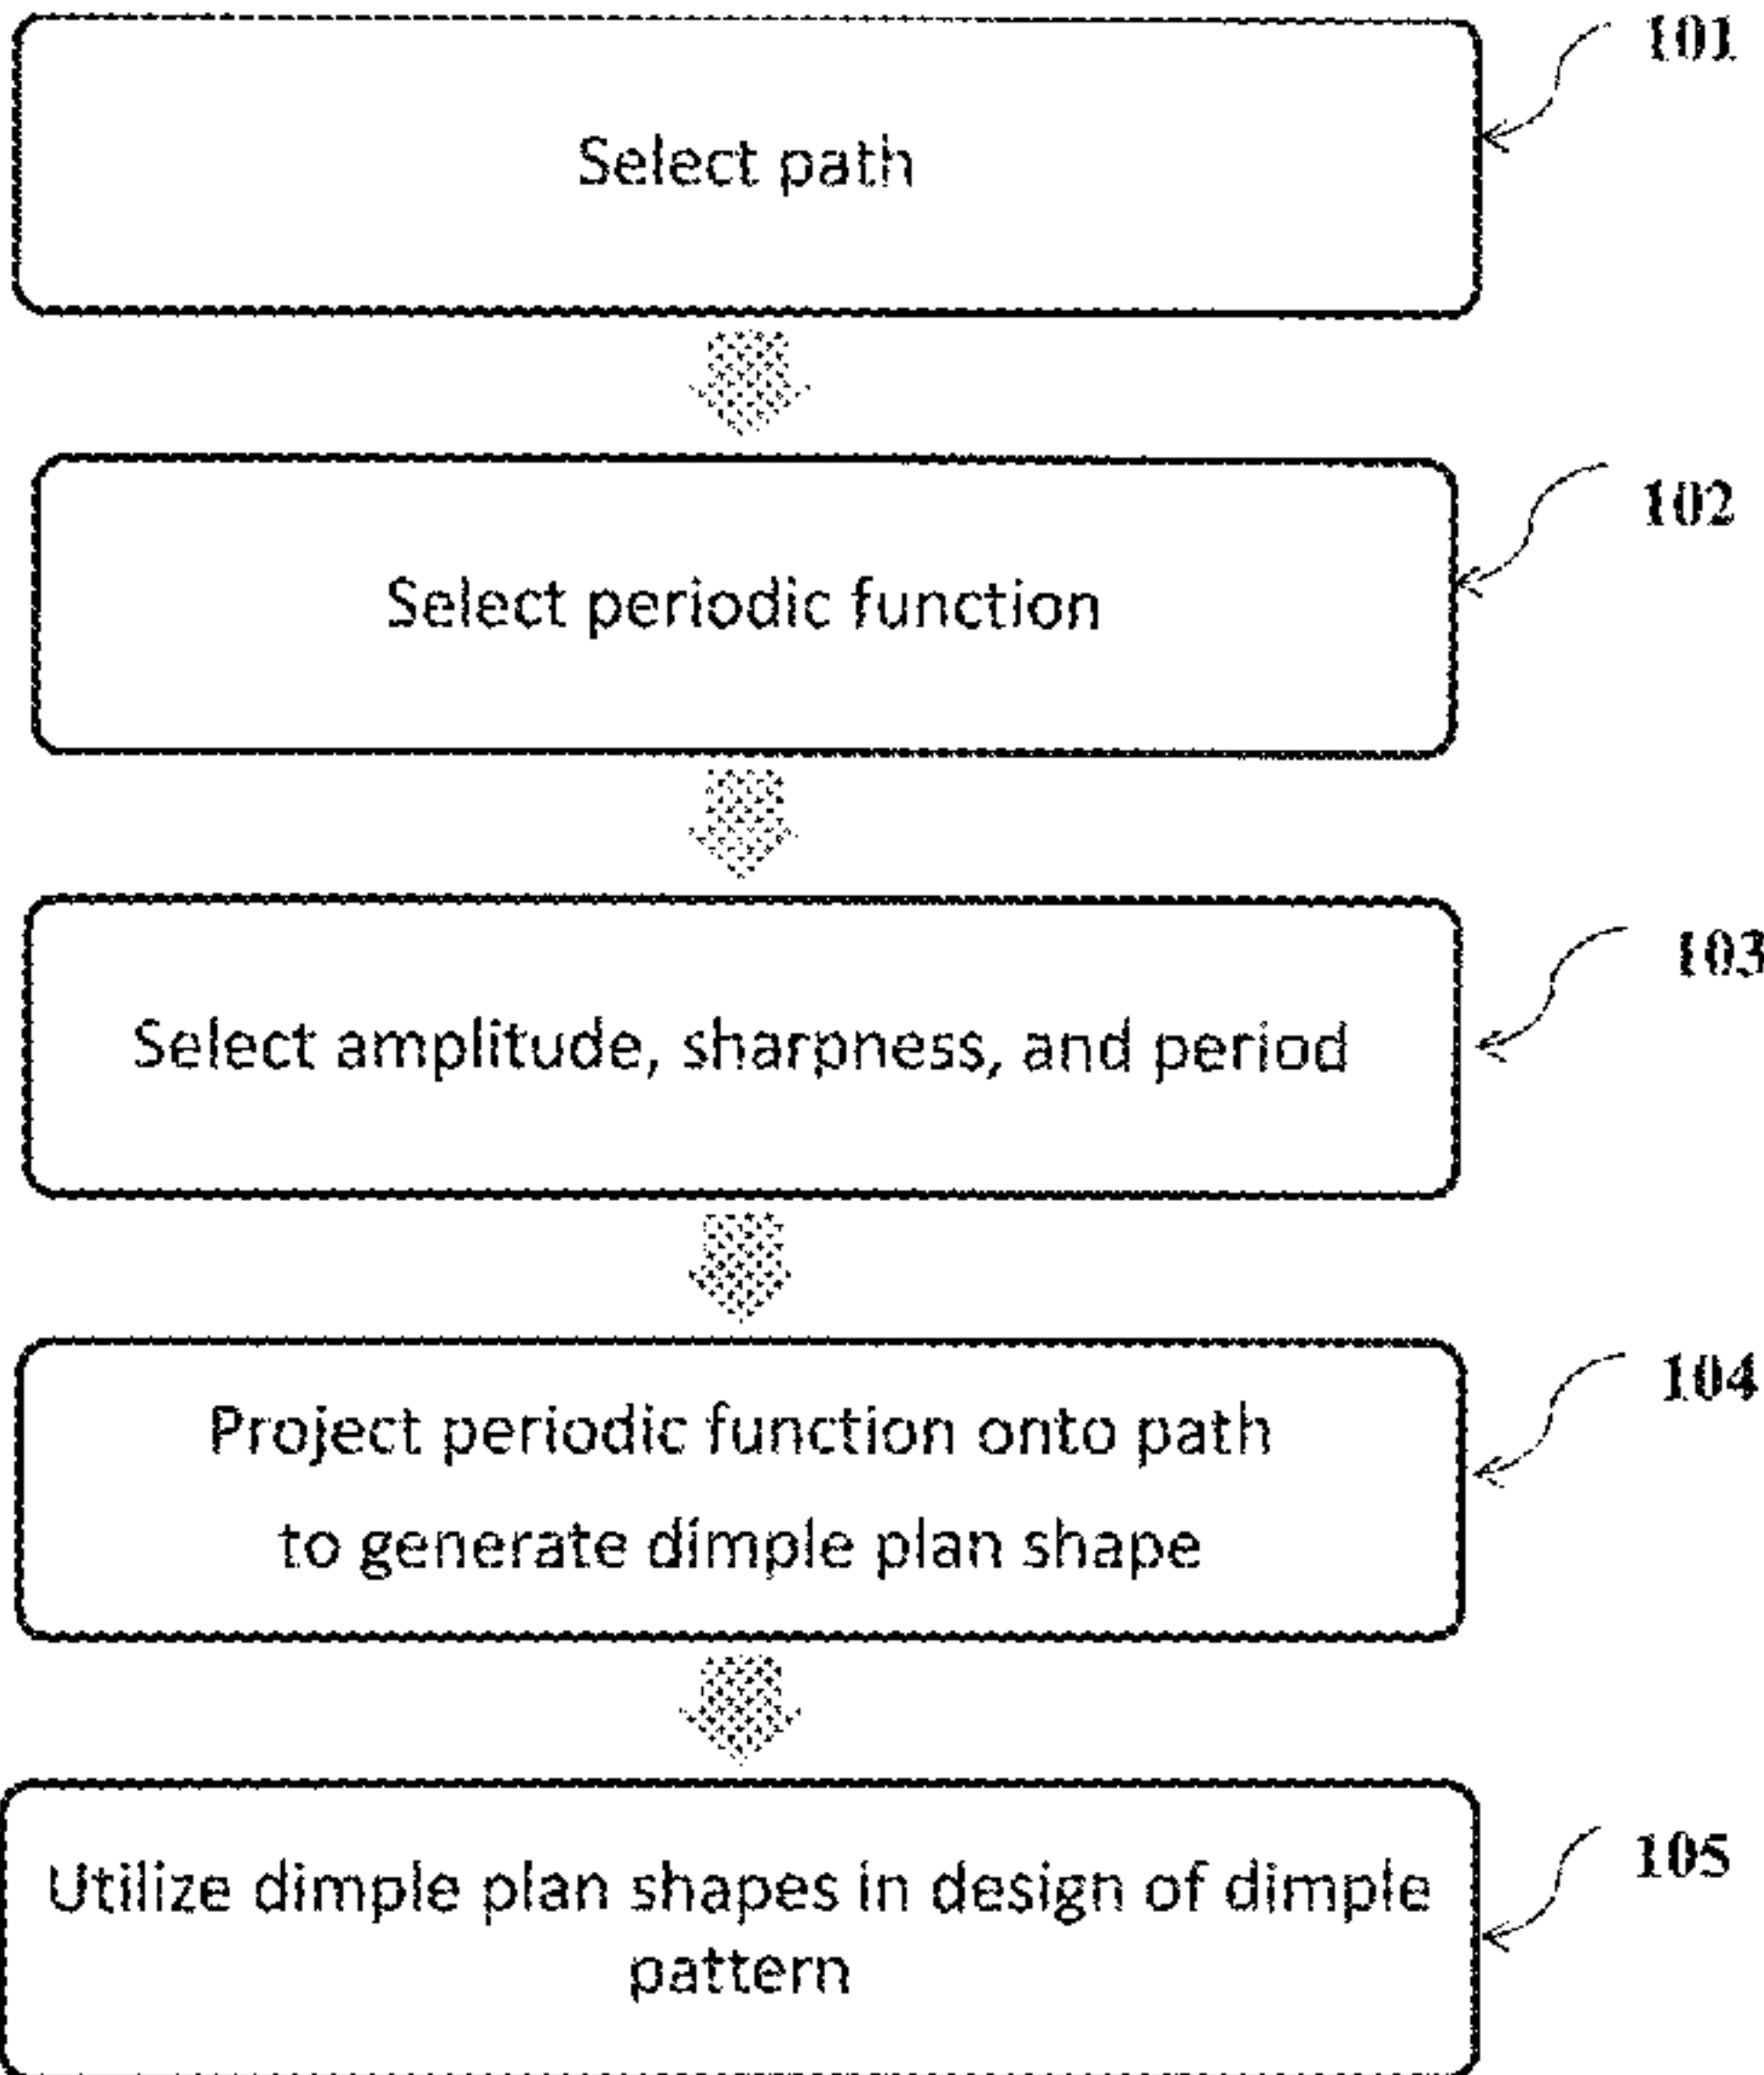 101
Select path
102
Select periodic function
103
Select amplitude, sharpness, and period
104
Project periodic function onto path
to generate dimple plan shape
105
Utilize dimple plan shapes in design of dimple
pattern